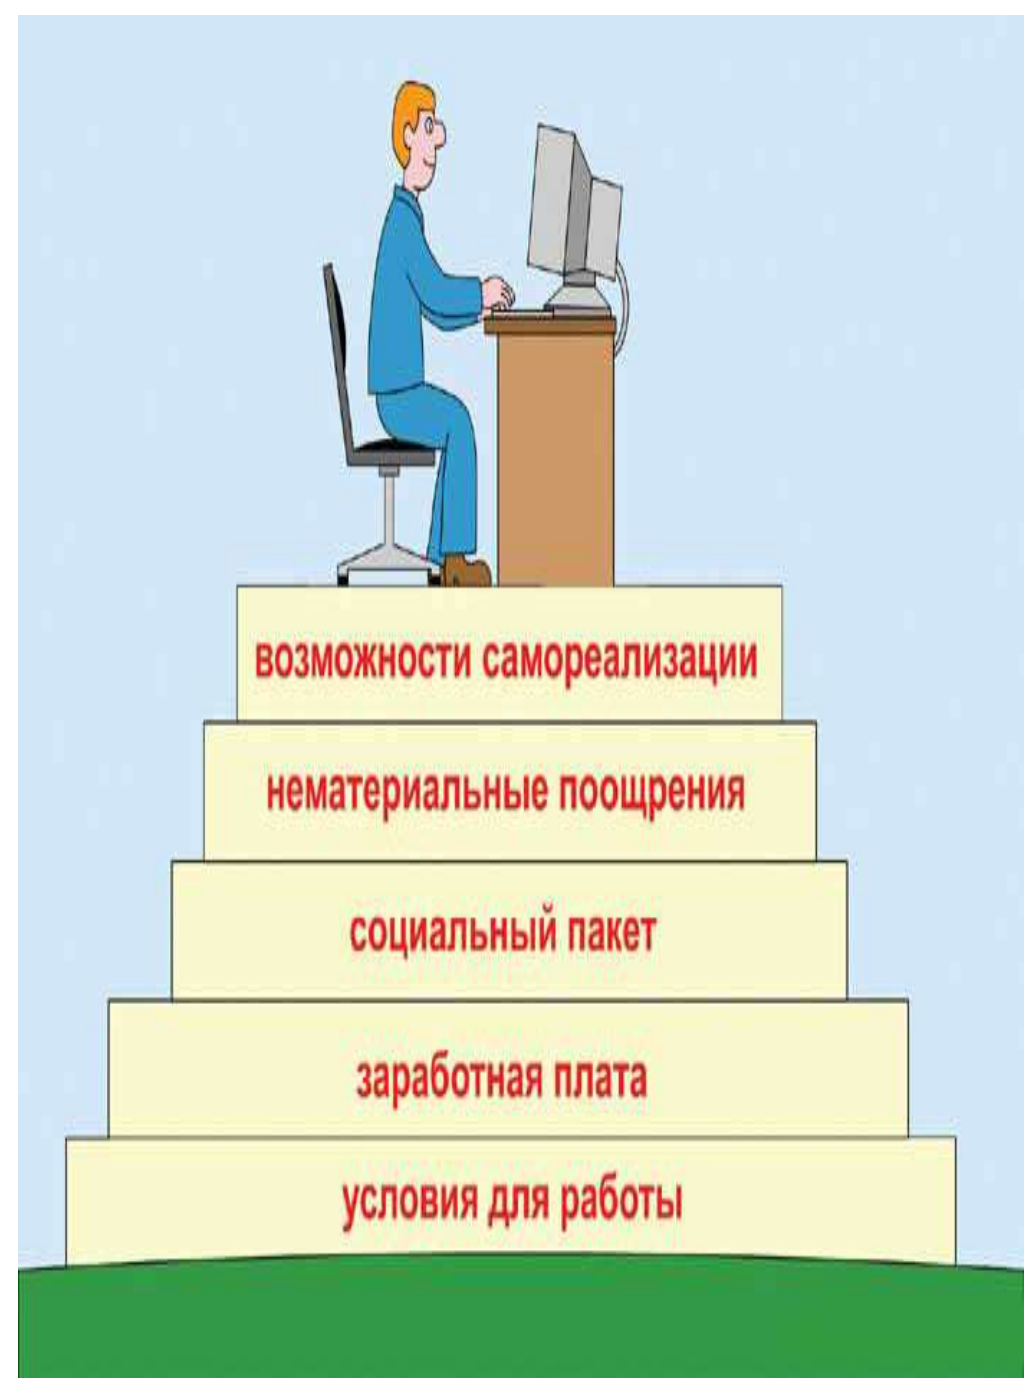 возможности самореализации
нематериальные поощрения
социальный пакет
заработная плата
условия для работы